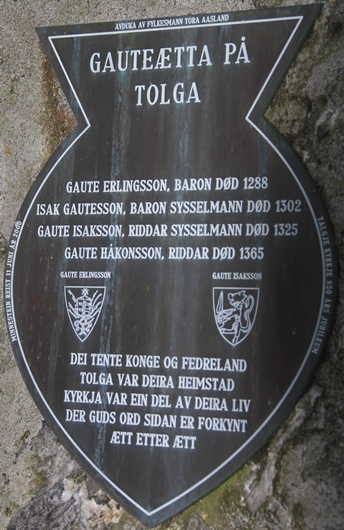 AVDUKA AV FYLKESMANN TORA AASLAND
GAUTEÆTTA PÅ
TOLGA
GAUTE ERLINGSSON, BARON DØD 1288
ISAK GAUTESSON, BARON SYSSELMANN DØD 1302
GAUTE ISAKSSON, RIDDAR SYSSELMANN DØD 1325
GAUTE HÅKONSSON, RIDDAR DØD 1365
GAUTE ERLINGSSON
GAUTE ISAKSSON
DEI TENTE KONGE OG FEDRELAND
TOLGA VAR DEIRA HEIMSTAD
KYRKJA VAR EIN DEL AV DEIRA LIV
DER GUDS ORD SIDAN ER FORKYNT
ÆTT ETTER ÆTT
MINNESTEIN REIST 11 JUNI ÅR 2000
TALGJE KYRKJE 850 ÅRS JUBILEUM